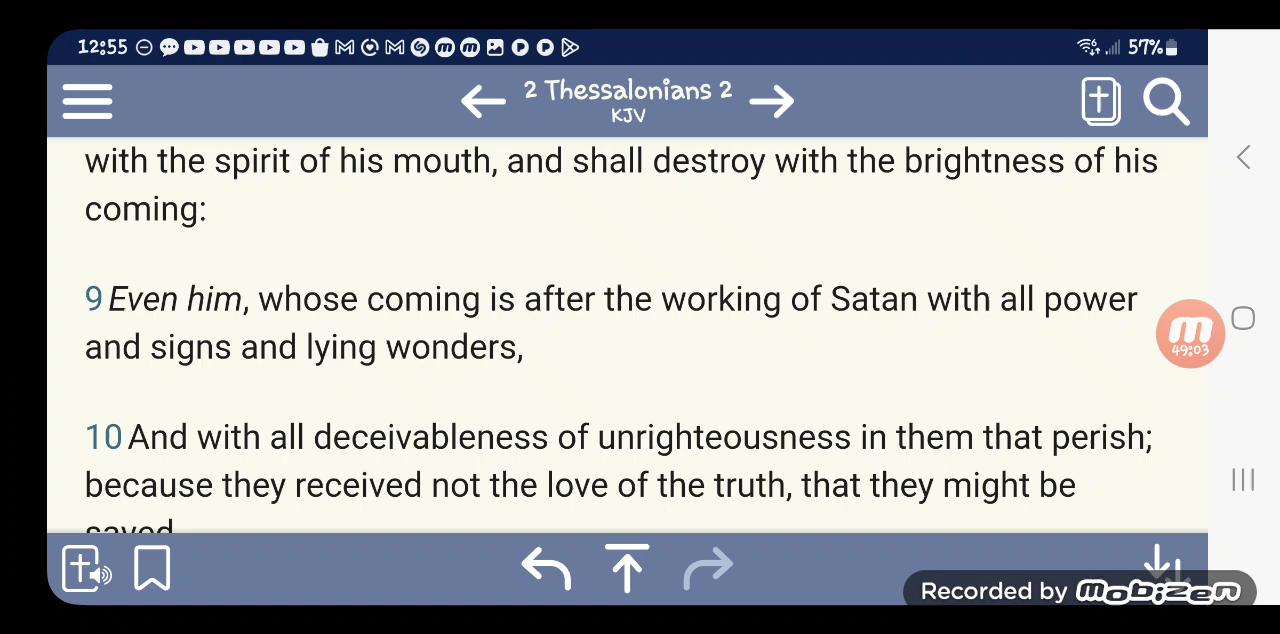 12:55 57%
2 Thessalonians 2
KJV
with the spirit of his mouth, and shall destroy with the brightness of his
coming:
9 Even him, whose coming is after the working of Satan with all power
and signs and lying wonders,
49:03
10 And with all deceivableness of unrighteousness in them that perish;
because they received not the love of the truth, that they might be
saved
Recorded by mobizen